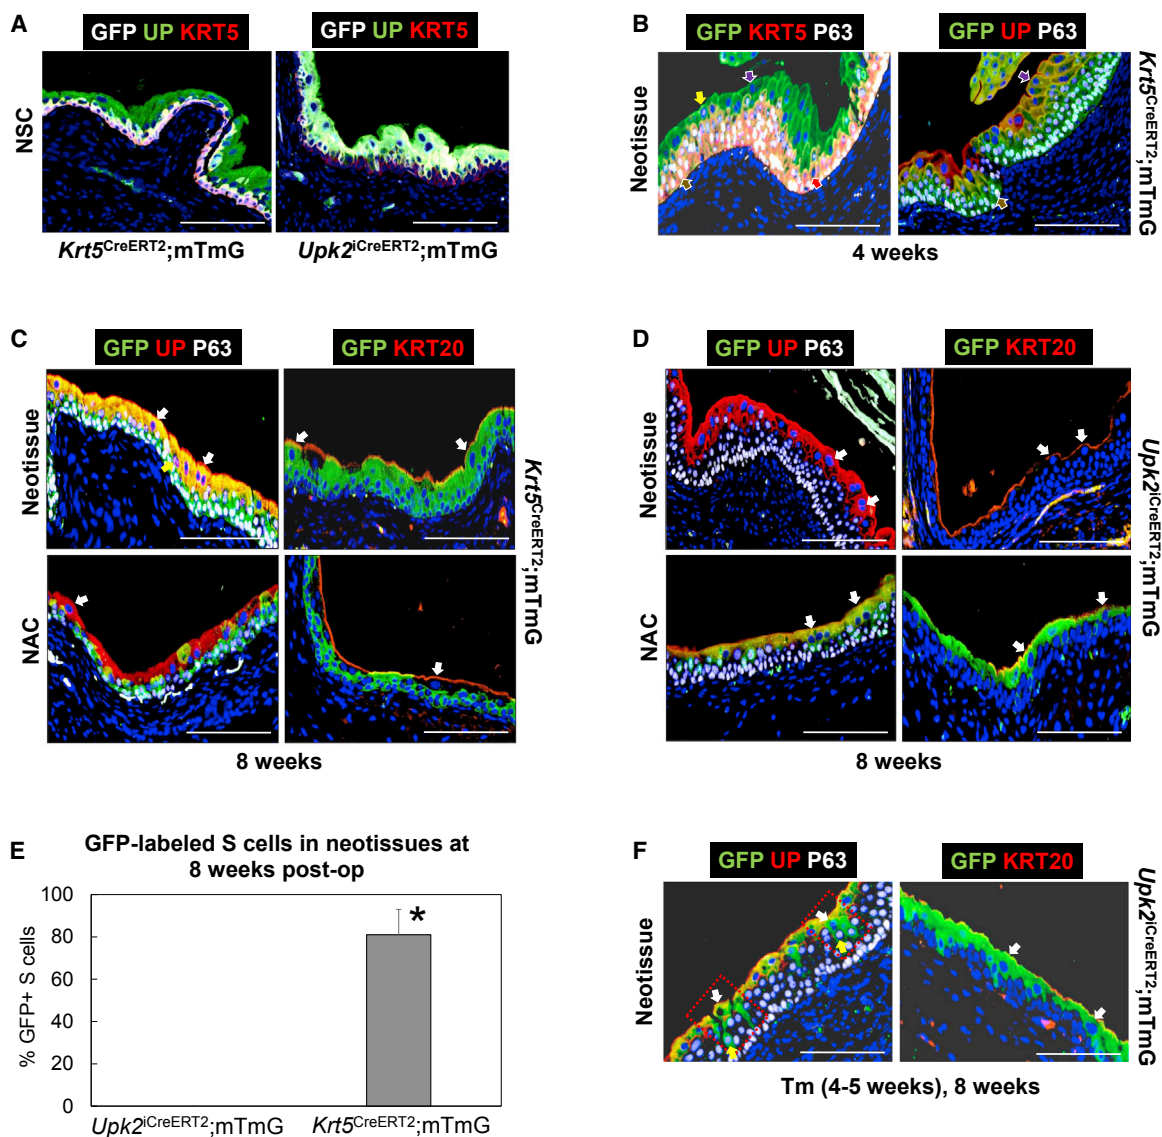 A
GFP UP KRT5
GFP UP KRT5
NSC
Krt5CreERT2;mTmG
Upk2iCreERT2;mTmG
B
GFP KRT5 P63
GFP UP P63
Neotissue
Krt5CreERT2;mTmG
4 weeks
C
GFP UP P63
GFP KRT20
Neotissue
NAC
Krt5CreERT2;mTmG
8 weeks
D
GFP UP P63
GFP KRT20
Neotissue
NAC
Upk2iCreERT2;mTmG
8 weeks
E
GFP-labeled S cells in neotissues at
8 weeks post-op
% GFP+ S cells
100
80
60
40
20
0
*
Upk2iCreERT2;mTmG
Krt5CreERT2;mTmG
F
GFP UP P63
GFP KRT20
Neotissue
Upk2iCreERT2;mTmG
Tm (4-5 weeks), 8 weeks